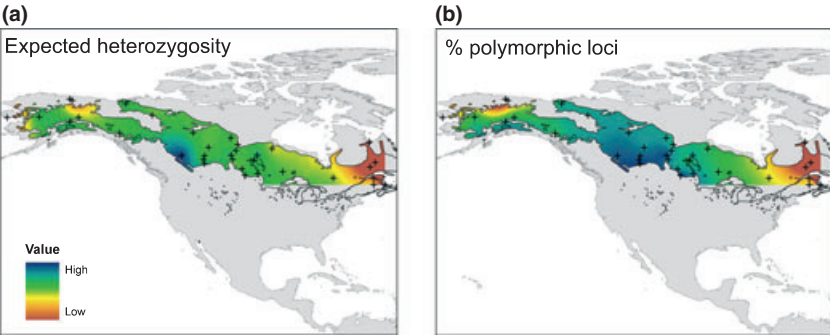 (a)
Expected heterozygosity
Value
High
Low
(b)
% polymorphic loci